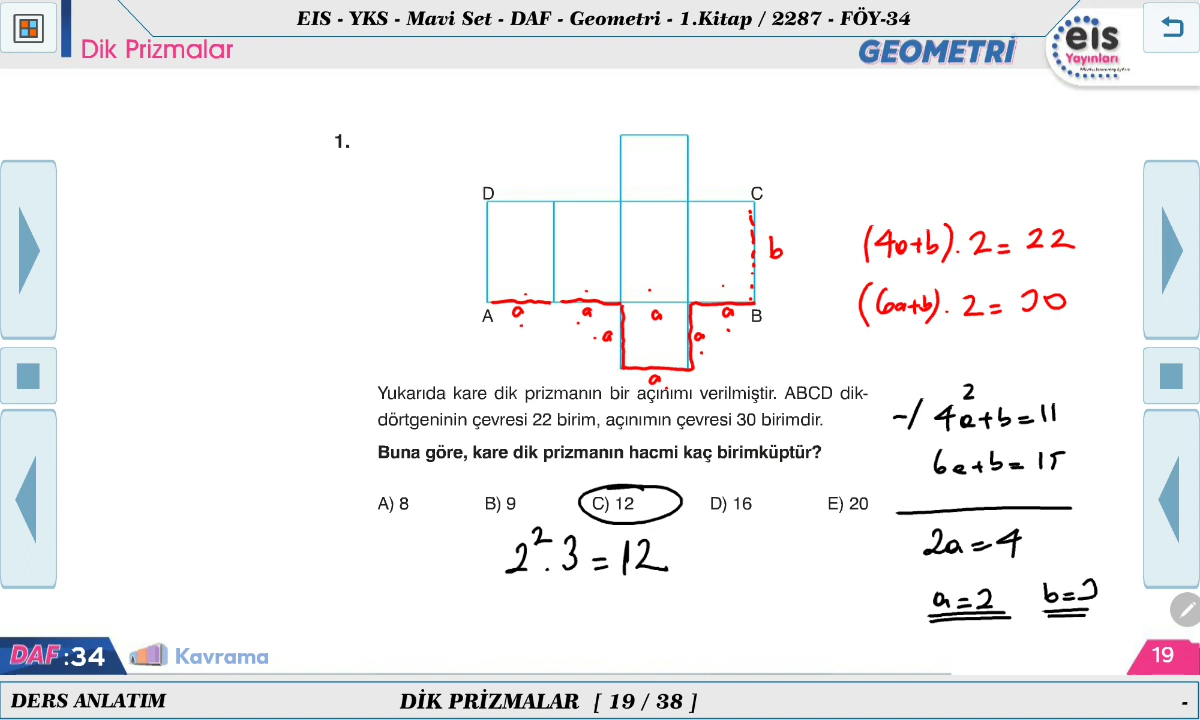 EIS - YKS - Mavi Set - DAF - Geometri - 1.Kitap / 2287 - FÖY-34
Dik Prizmalar
GEOMETRİ
eis
Yayınları
1.
D
C
b
A
B
a
a
a
a
a
a
a
(4a+b).2=22
(6a+b).2=30
Yukarıda kare dik prizmanın bir açınımı verilmiştir. ABCD dik-
dörtgeninin çevresi 22 birim, açınımın çevresi 30 birimdir.
Buna göre, kare dik prizmanın hacmi kaç birimküptür?
A) 8
B) 9
C) 12
D) 16
E) 20
2².3=12
2
-/ 4a+b=11
6a+b=15
2a=4
a=2 b=3
DAF:34
Kavrama
19
DERS ANLATIM
DİK PRİZMALAR [ 19 / 38 ]
-